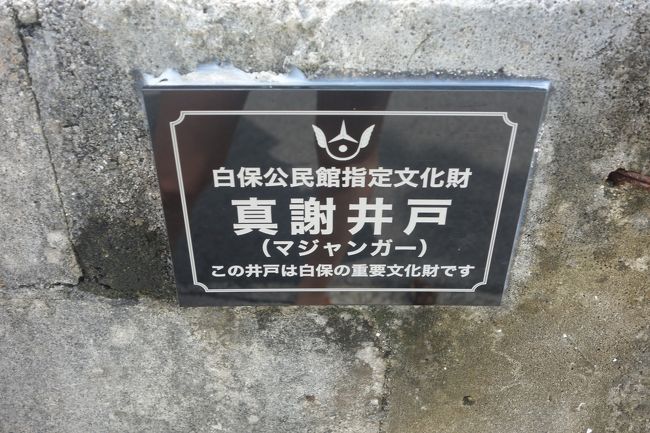 白保公民館指定文化財
真謝井戸
(マジャンガー)
この井戸は白保の重要文化財です